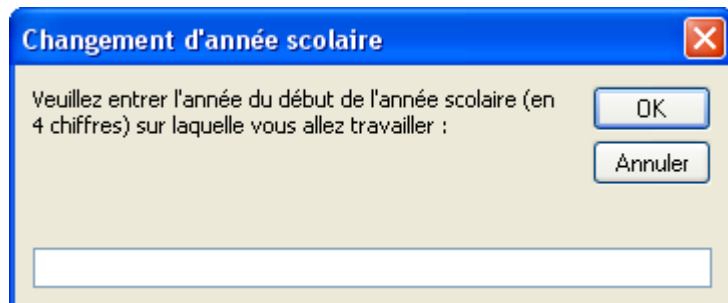 Changement d'année scolaire
Veuillez entrer l'année du début de l'année scolaire (en
4 chiffres) sur laquelle vous allez travailler :
OK
Annuler